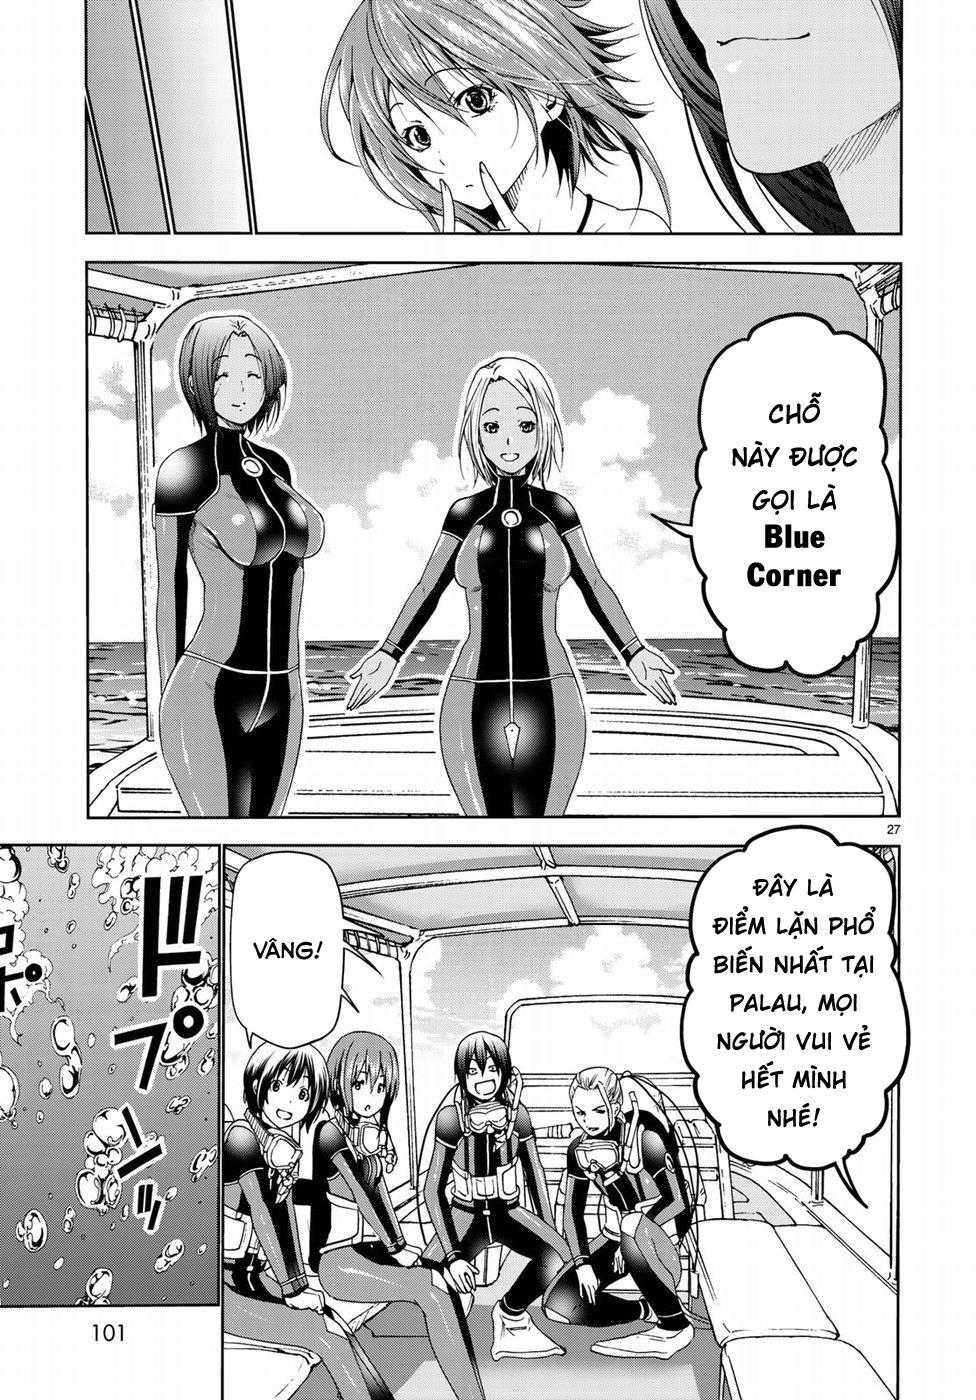 CHỖ
NÀY ĐƯỢC
GỌI LÀ
Blue
Corner
27
ĐÂY LÀ
ĐIỂM LẶN PHỔ
BIẾN NHẤT TẠI
PALAU, MỌI
NGƯỜI VUI VẺ
HẾT MÌNH
NHÉ!
VÂNG!
ドプンッ
101